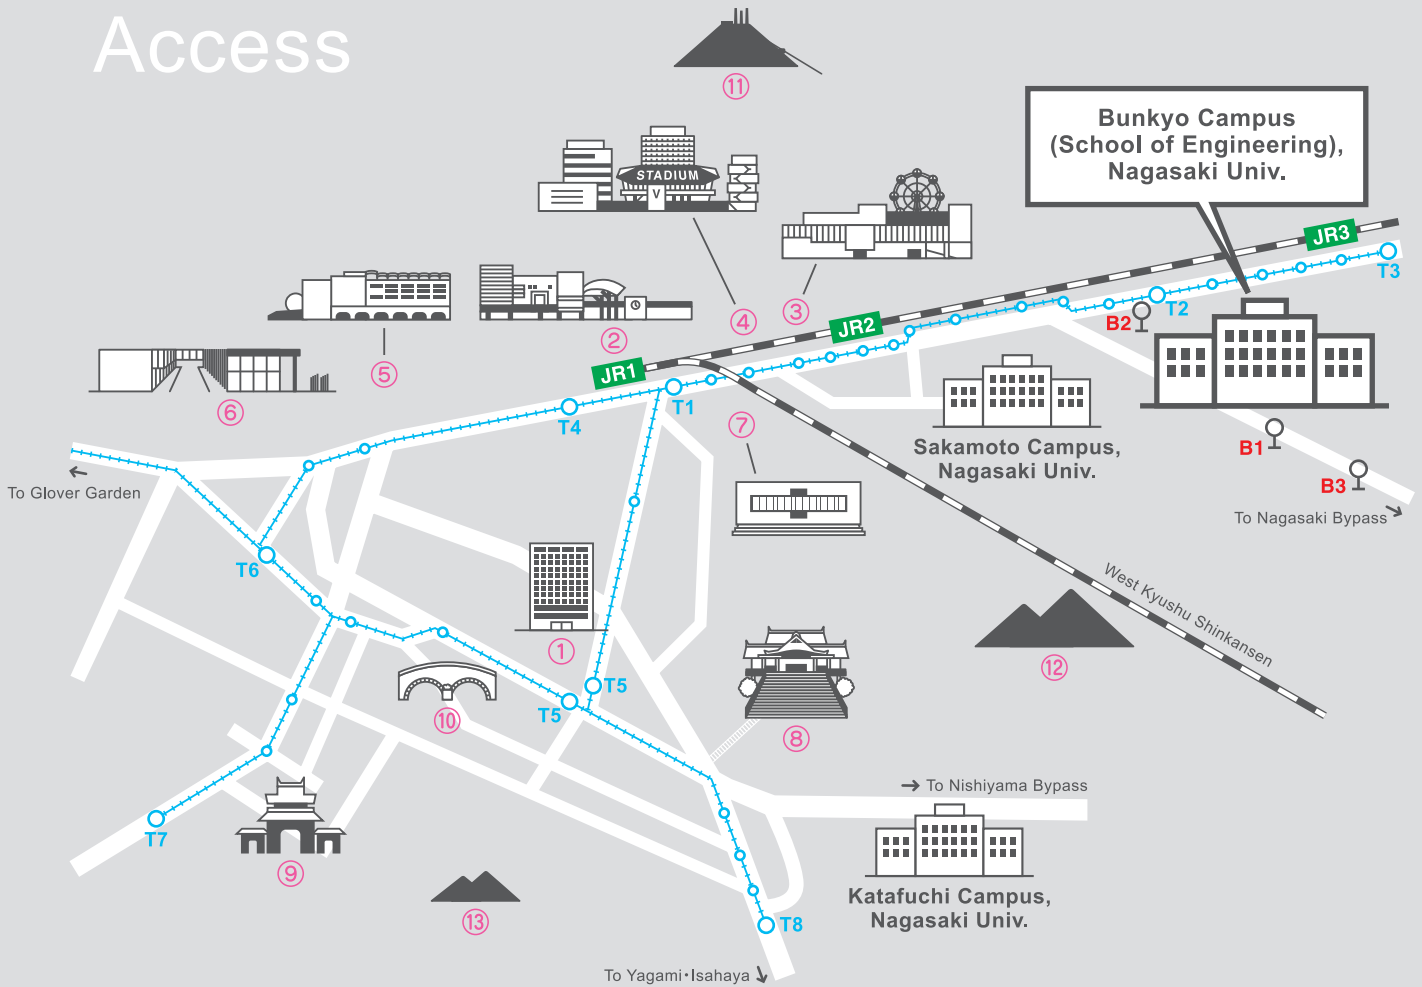 Access
⑪
Bunkyo Campus
(School of Engineering),
Nagasaki Univ.
STADIUM
V
JR3
T3
④
③
JR2
B2
T2
②
⑤
JR1
⑥
T1
T4
⑦
Sakamoto Campus,
Nagasaki Univ.
B1
B3
To Glover Garden
To Nagasaki Bypass
T6
West Kyushu Shinkansen
①
⑫
T5
T5
⑩
⑧
To Nishiyama Bypass
T7
⑨
Katafuchi Campus,
Nagasaki Univ.
⑬
T8
To Yagami・Isahaya